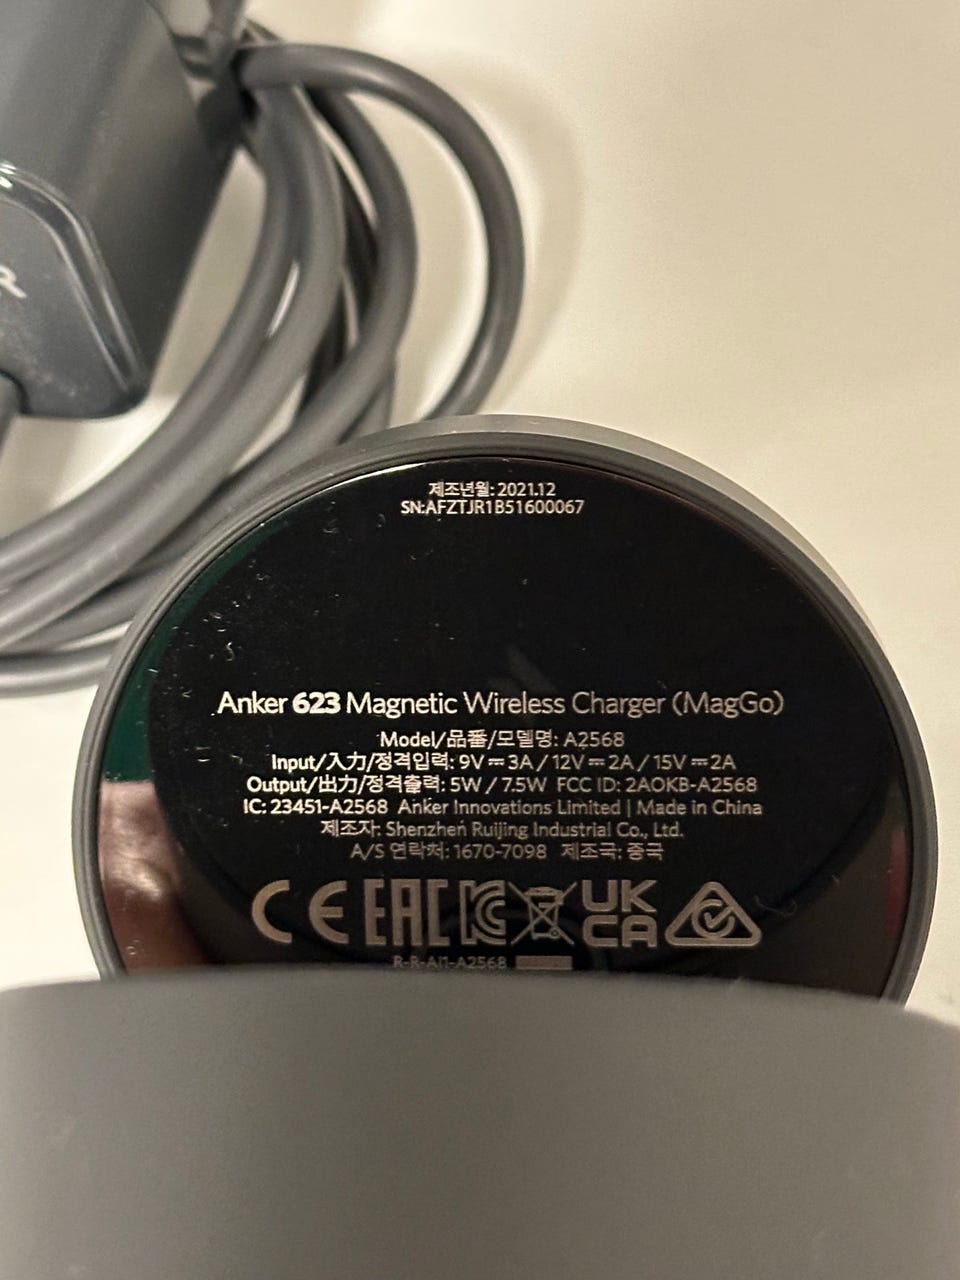 R
제조년월: 2021.12
SN:AFZTJR1B51600067
Anker 623 Magnetic Wireless Charger (MagGo)
Model/品番/모델명: A2568
Input/入力/정격입력: 9V⎓3A / 12V⎓2A / 15V⎓2A
Output/出力/정격출력: 5W / 7.5W FCC ID: 2AOKB-A2568
IC: 23451-A2568 Anker Innovations Limited | Made in China
제조자: Shenzhen Ruijing Industrial Co., Ltd.
A/S 연락처: 1670-7098 제조국: 중국
CE EAC KC UK CA
R-R-AI1-A2568